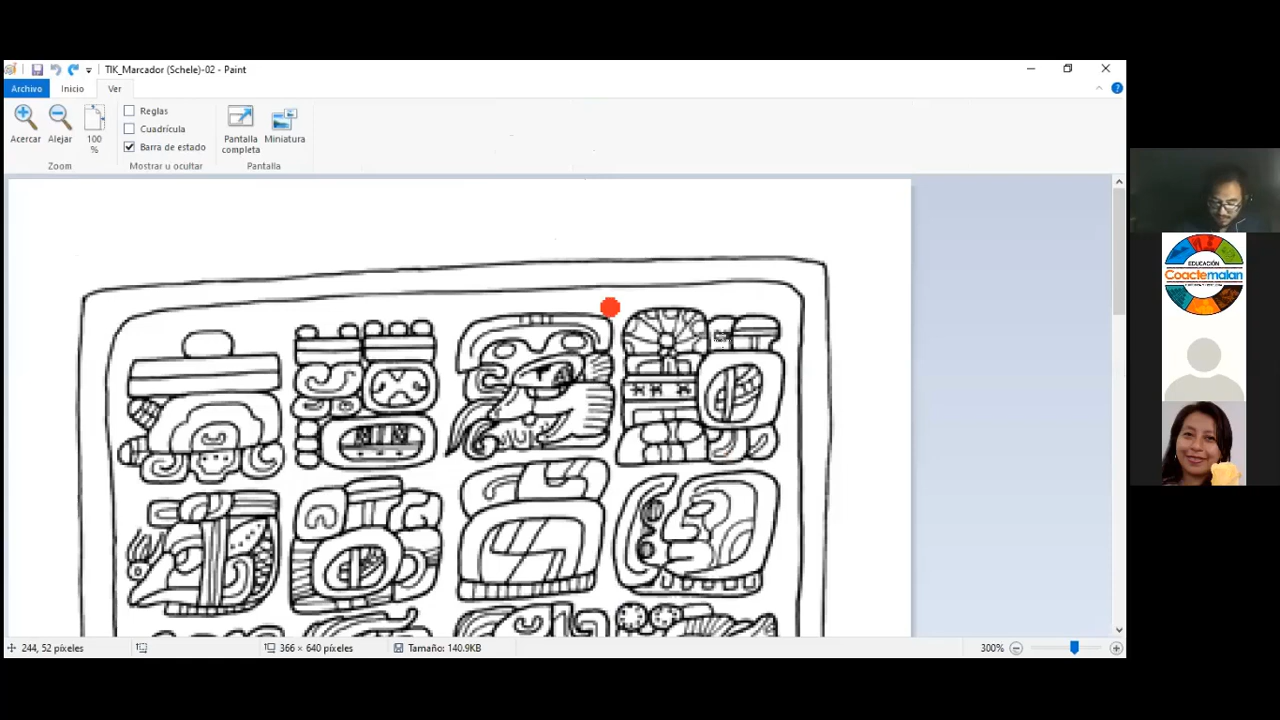 TIK_Marcador (Schele)-02 - Paint
Archivo Inicio Ver
Acercar Alejar 100 %
Reglas
Cuadrícula
Barra de estado
Pantalla completa Miniatura
Zoom Mostrar u ocultar Pantalla
EDUCACIÓN
Coactemalan
244, 52 píxeles 366 × 640 píxeles Tamaño: 140.9KB 300%